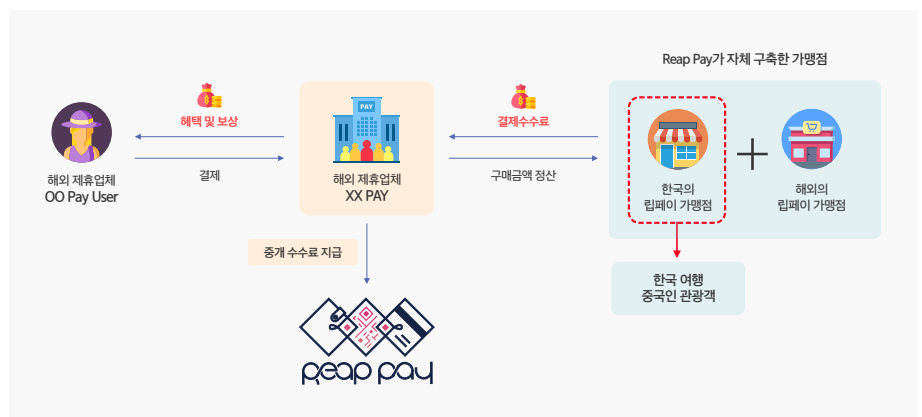 Reap Pay가 자체 구축한 가맹점
혜택 및 보상
결제수수료
PAY
결제
구매금액 정산
해외 제휴업체
OO Pay User
해외 제휴업체
XX PAY
한국의
립페이 가맹점
해외의
립페이 가맹점
중개 수수료 지급
한국 여행
중국인 관광객
Reap pay